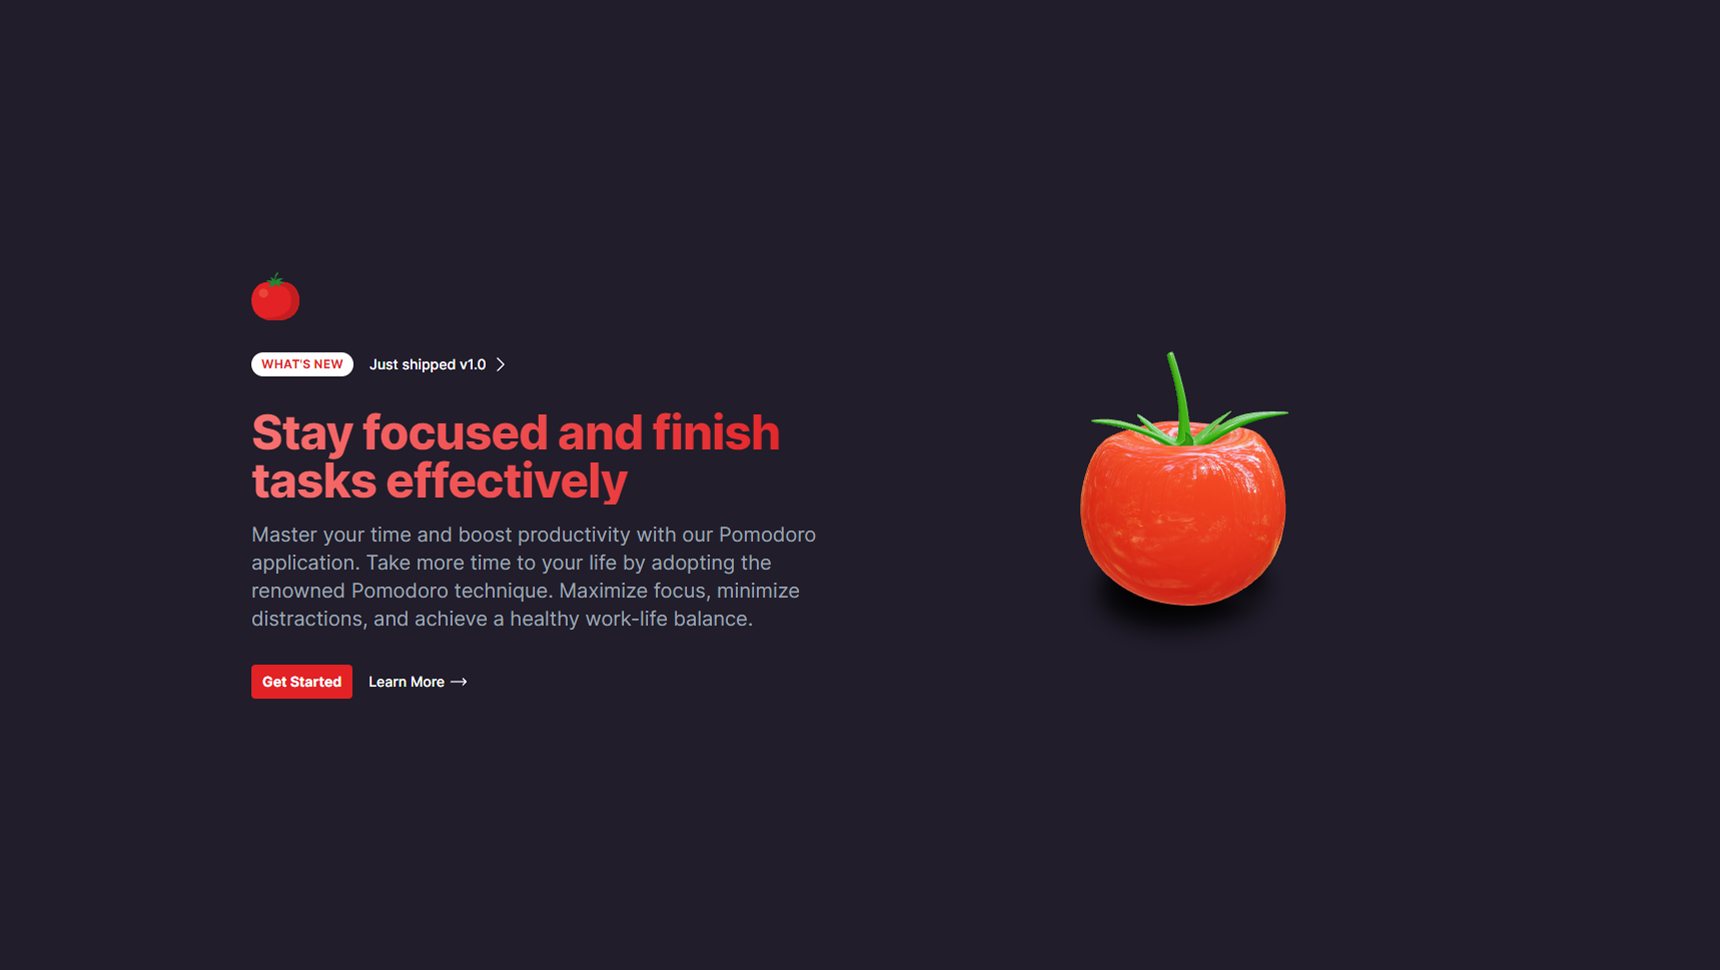 WHAT'S NEW
Just shipped v1.0
Stay focused and finish
tasks effectively
Master your time and boost productivity with our Pomodoro
application. Take more time to your life by adopting the
renowned Pomodoro technique. Maximize focus, minimize
distractions, and achieve a healthy work-life balance.
Get Started
Learn More